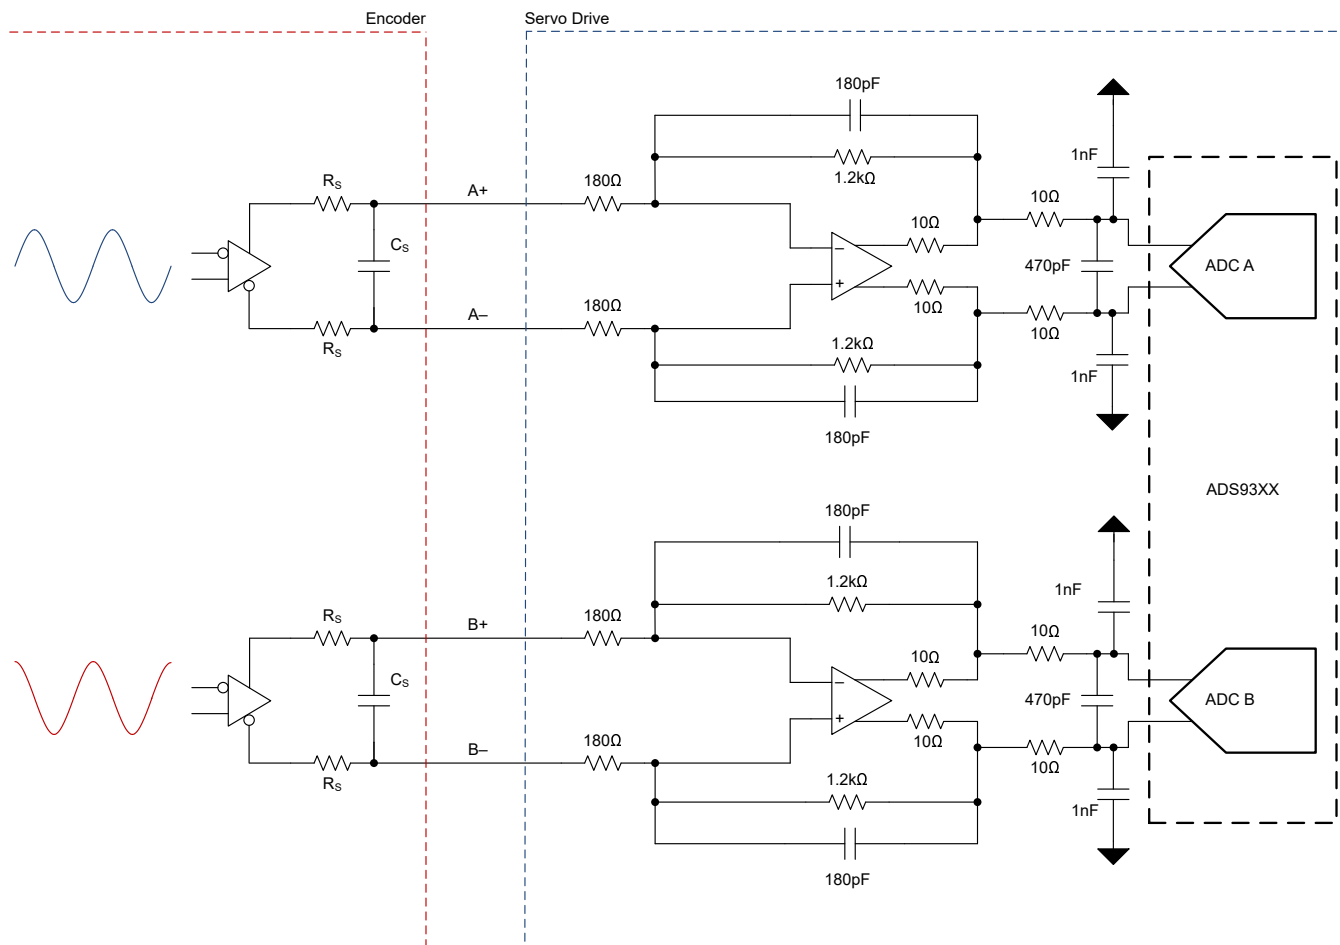 Encoder
Servo Drive
180pF
1nF
1.2kΩ
RS
A+
180Ω
10Ω
10Ω
CS
470pF
ADC A
A–
180Ω
10Ω
10Ω
RS
1.2kΩ
1nF
180pF
ADS93XX
180pF
1.2kΩ
1nF
RS
B+
180Ω
10Ω
10Ω
CS
470pF
ADC B
B–
180Ω
10Ω
10Ω
RS
1.2kΩ
1nF
180pF